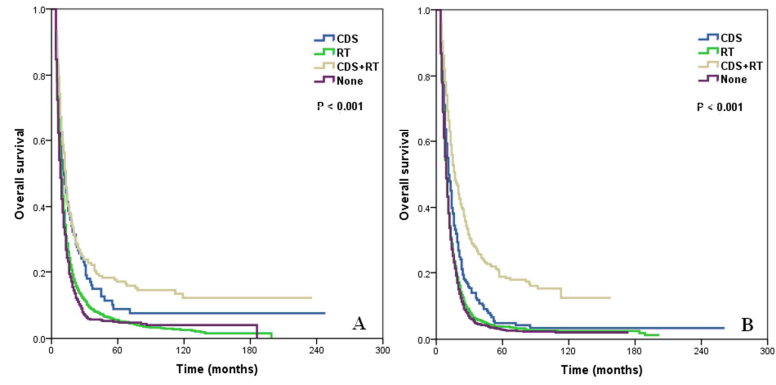 A
B
1.0
0.8
0.6
0.4
0.2
0.0
Overall survival
0
60
120
180
240
300
Time (months)
CDS
RT
CDS+RT
None
P < 0.001
A
1.0
0.8
0.6
0.4
0.2
0.0
Overall survival
0
60
120
180
240
300
Time (months)
CDS
RT
CDS+RT
None
P < 0.001
B